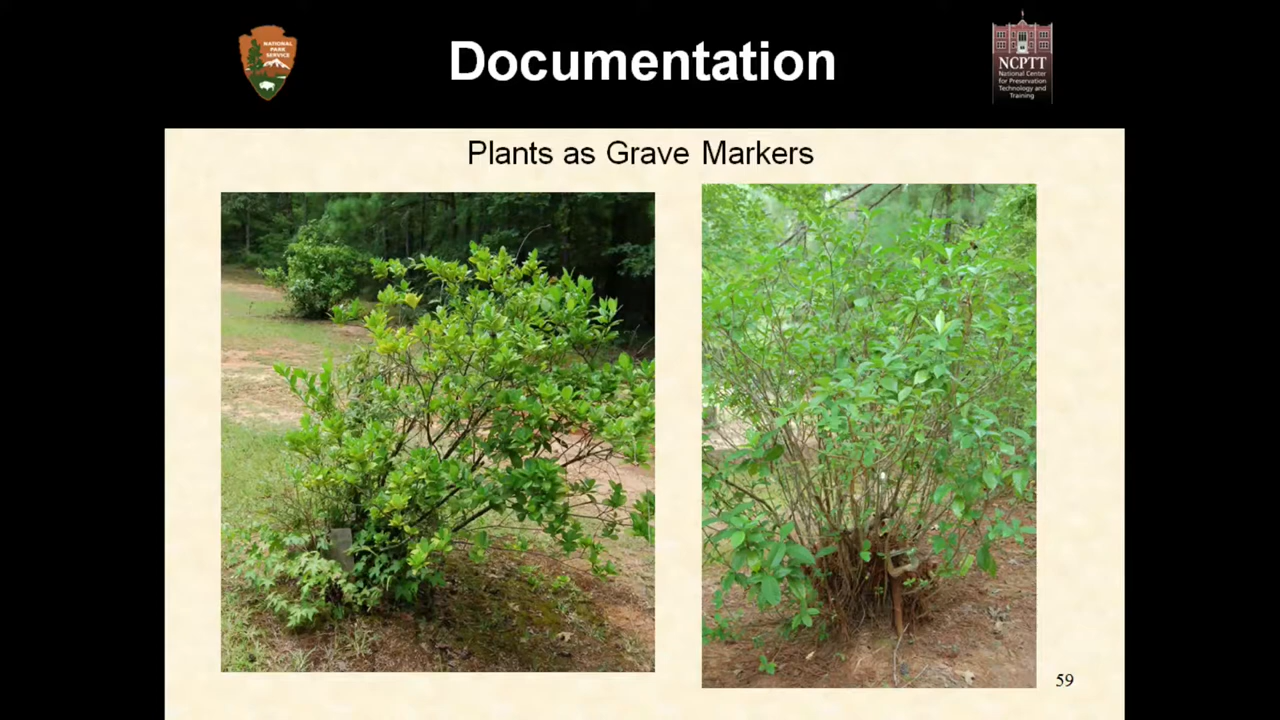 NATIONAL
PARK
SERVICE
Documentation
NCPTT
National Center
for Preservation
Technology and
Training
Plants as Grave Markers
59